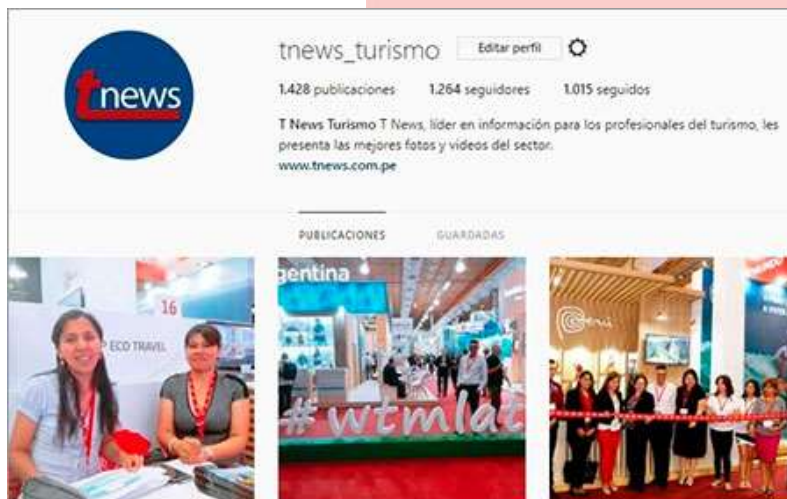 tnews
tnews_turismo
Editar perfil
1.428 publicaciones
1.264 seguidores
1.015 seguidos
T News Turismo T News, líder en información para los profesionales del turismo, les
presenta las mejores fotos y videos del sector.
www.tnews.com.pe
PUBLICACIONES
GUARDADAS
16
ECO TRAVEL
gentina
#wtmlat
Perú